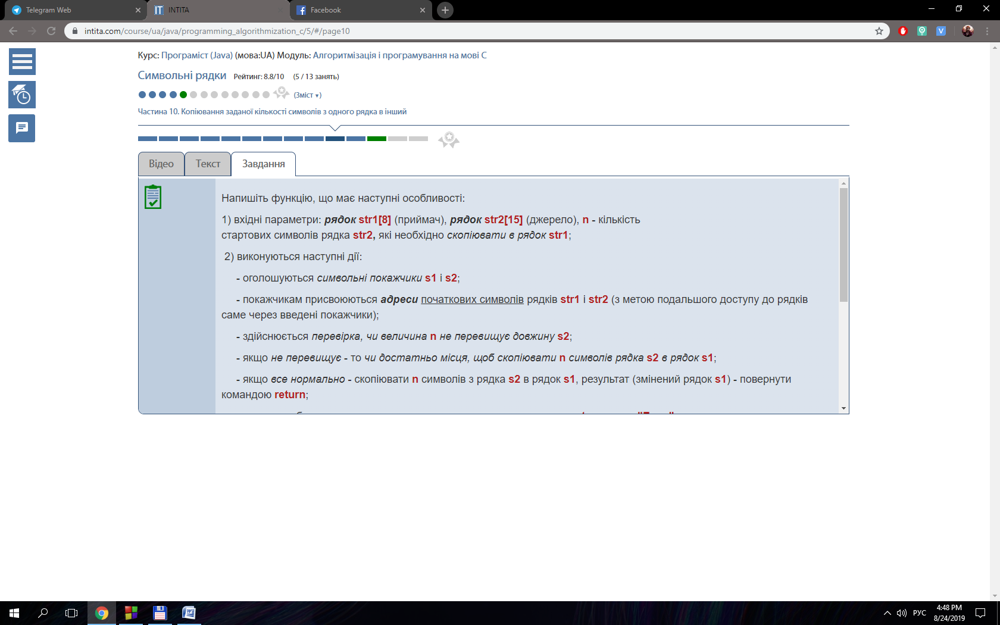 Telegram Web
INTITA
Facebook
intita.com/course/ua/java/programming_algorithmization_c/5/#/page10
Курс: Програміст (Java) (мова:UA) Модуль: Алгоритмізація і програмування на мові С
Символьні рядки Рейтинг: 8.8/10 (5 / 13 занять)
(Зміст ▾)
Частина 10. Копіювання заданої кількості символів з одного рядка в інший
Відео Текст Завдання
Напишіть функцію, що має наступні особливості:
1) вхідні параметри: рядок str1[8] (приймач), рядок str2[15] (джерело), n - кількість
стартових символів рядка str2, які необхідно скопіювати в рядок str1;
2) виконуються наступні дії:
- оголошуються символьні покажчики s1 і s2;
- покажчикам присвоюються адреси початкових символів рядків str1 і str2 (з метою подальшого доступу до рядків
саме через введені покажчики);
- здійснюється перевірка, чи величина n не перевищує довжину s2;
- якщо не перевищує - то чи достатньо місця, щоб скопіювати n символів рядка s2 в рядок s1;
- якщо все нормально - скопіювати n символів з рядка s2 в рядок s1, результат (змінений рядок s1) - повернути
командою return;
РУС
4:48 PM
8/24/2019